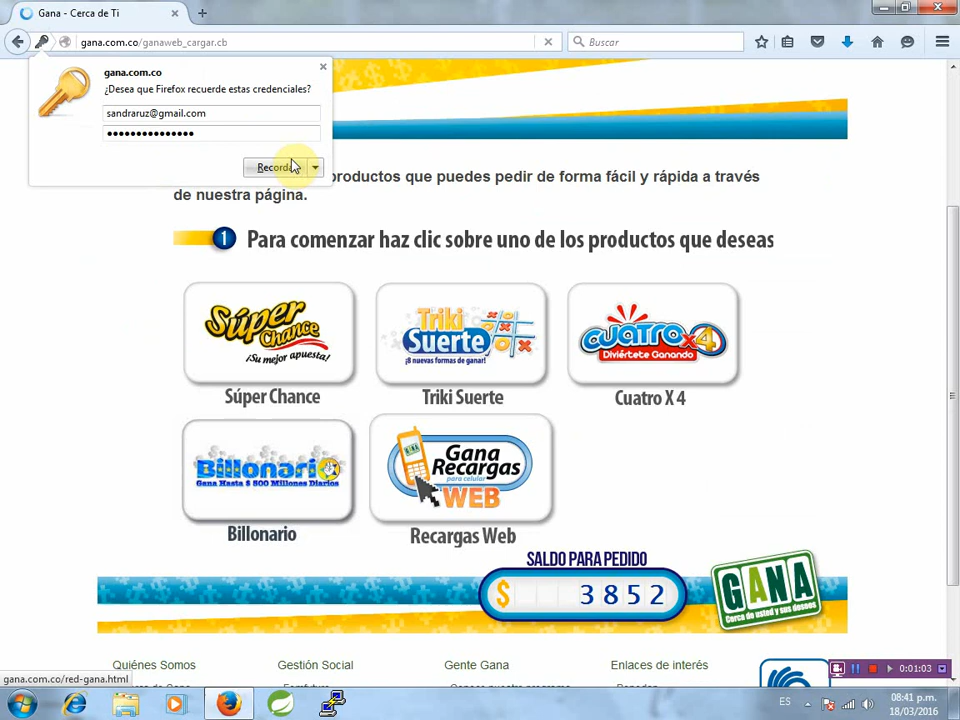 Gana - Cerca de Ti
gana.com.co/ganaweb_cargar.cb
Buscar
gana.com.co
¿Desea que Firefox recuerde estas credenciales?
sandraruz@gmail.com
•••••••••••••••
productos que puedes pedir de forma fácil y rápida a través
de nuestra página.
1 Para comenzar haz clic sobre uno de los productos que deseas
Súper Chance
¡Su mejor apuesta!
Triki Suerte
¡8 nuevas formas de ganar!
cuatro x4
Diviértete Ganando
Súper Chance
Triki Suerte
Cuatro X 4
Billonario
Gana Hasta $ 500 Millones Diarios
Gana Recargas
para celular
WEB
Billonario
Recargas Web
SALDO PARA PEDIDO
$ 3852
GANA
Cerca de usted y sus deseos
Quiénes Somos
Gestión Social
Gente Gana
Enlaces de interés
gana.com.co/red-gana.html
0:01:03
ES
08:41 p.m.
18/03/2016